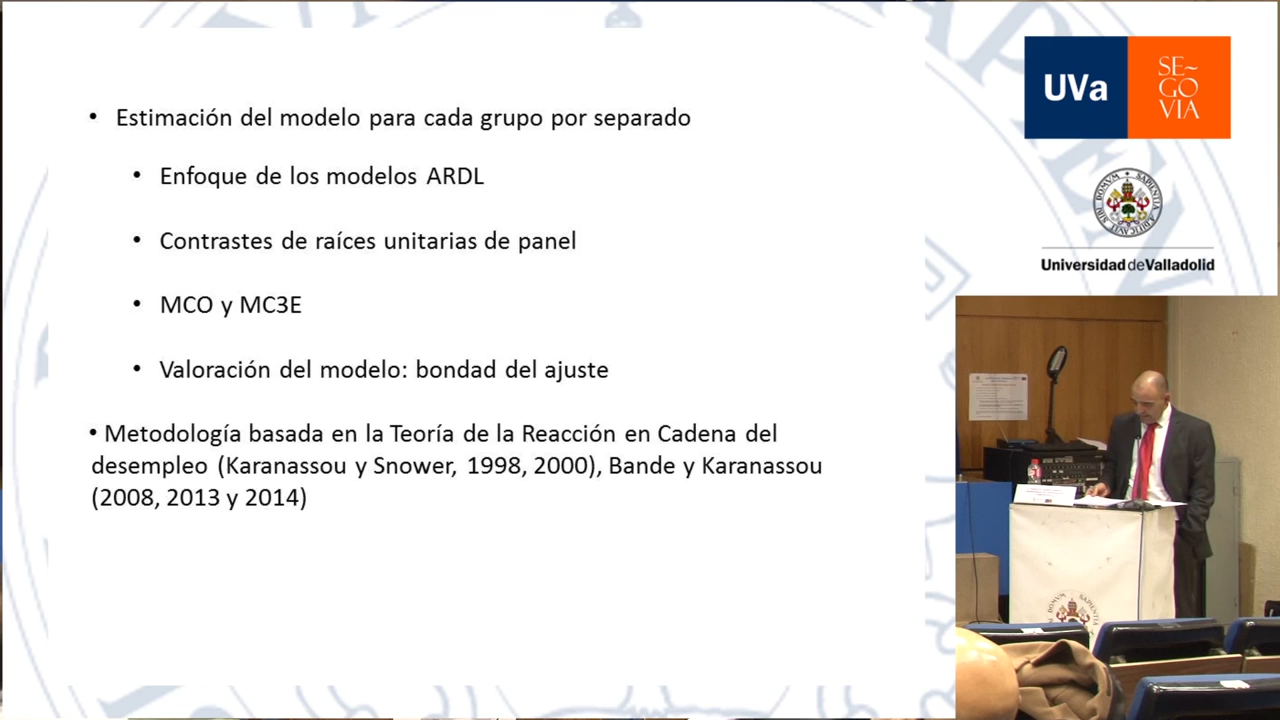 • Estimación del modelo para cada grupo por separado
• Enfoque de los modelos ARDL
• Contrastes de raíces unitarias de panel
• MCO y MC3E
• Valoración del modelo: bondad del ajuste
• Metodología basada en la Teoría de la Reacción en Cadena del
desempleo (Karanassou y Snower, 1998, 2000), Bande y Karanassou
(2008, 2013 y 2014)
UVa
SE~
GO
VIA
Universidad de Valladolid